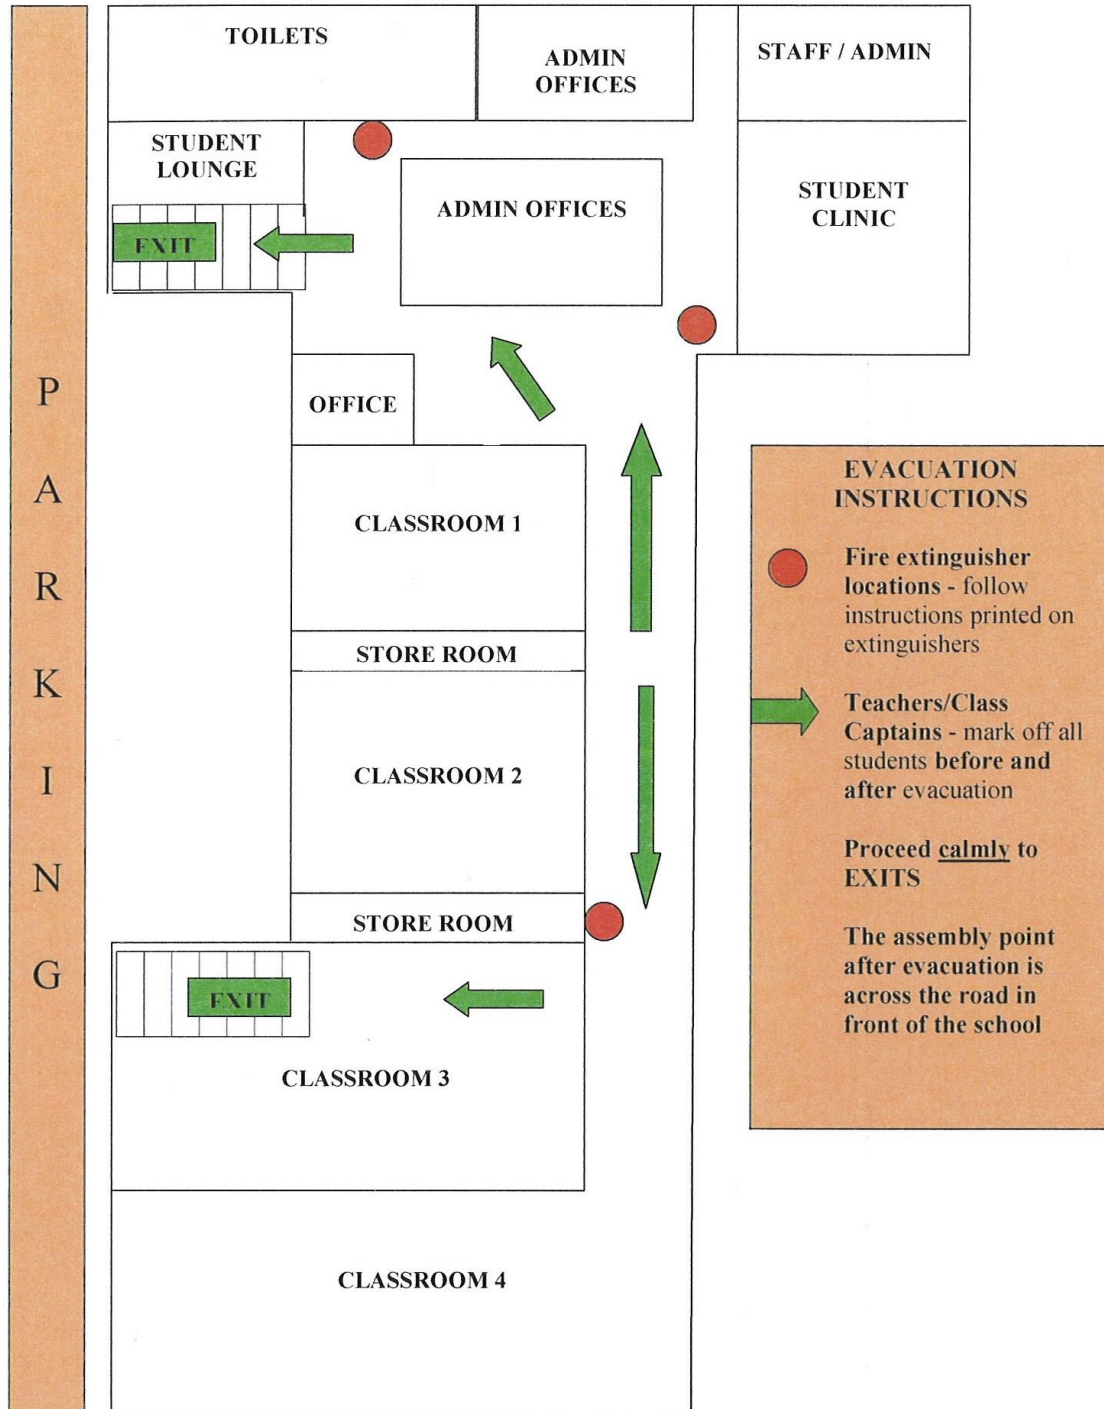 TOILETS
ADMIN
OFFICES
STAFF / ADMIN
STUDENT
LOUNGE
ADMIN OFFICES
STUDENT
CLINIC
EXIT
OFFICE
CLASSROOM 1
STORE ROOM
CLASSROOM 2
STORE ROOM
EXIT
CLASSROOM 3
CLASSROOM 4
P
A
R
K
I
N
G
EVACUATION
INSTRUCTIONS
Fire extinguisher
locations - follow
instructions printed on
extinguishers
Teachers/Class
Captains - mark off all
students before and
after evacuation
Proceed calmly to
EXITS
The assembly point
after evacuation is
across the road in
front of the school